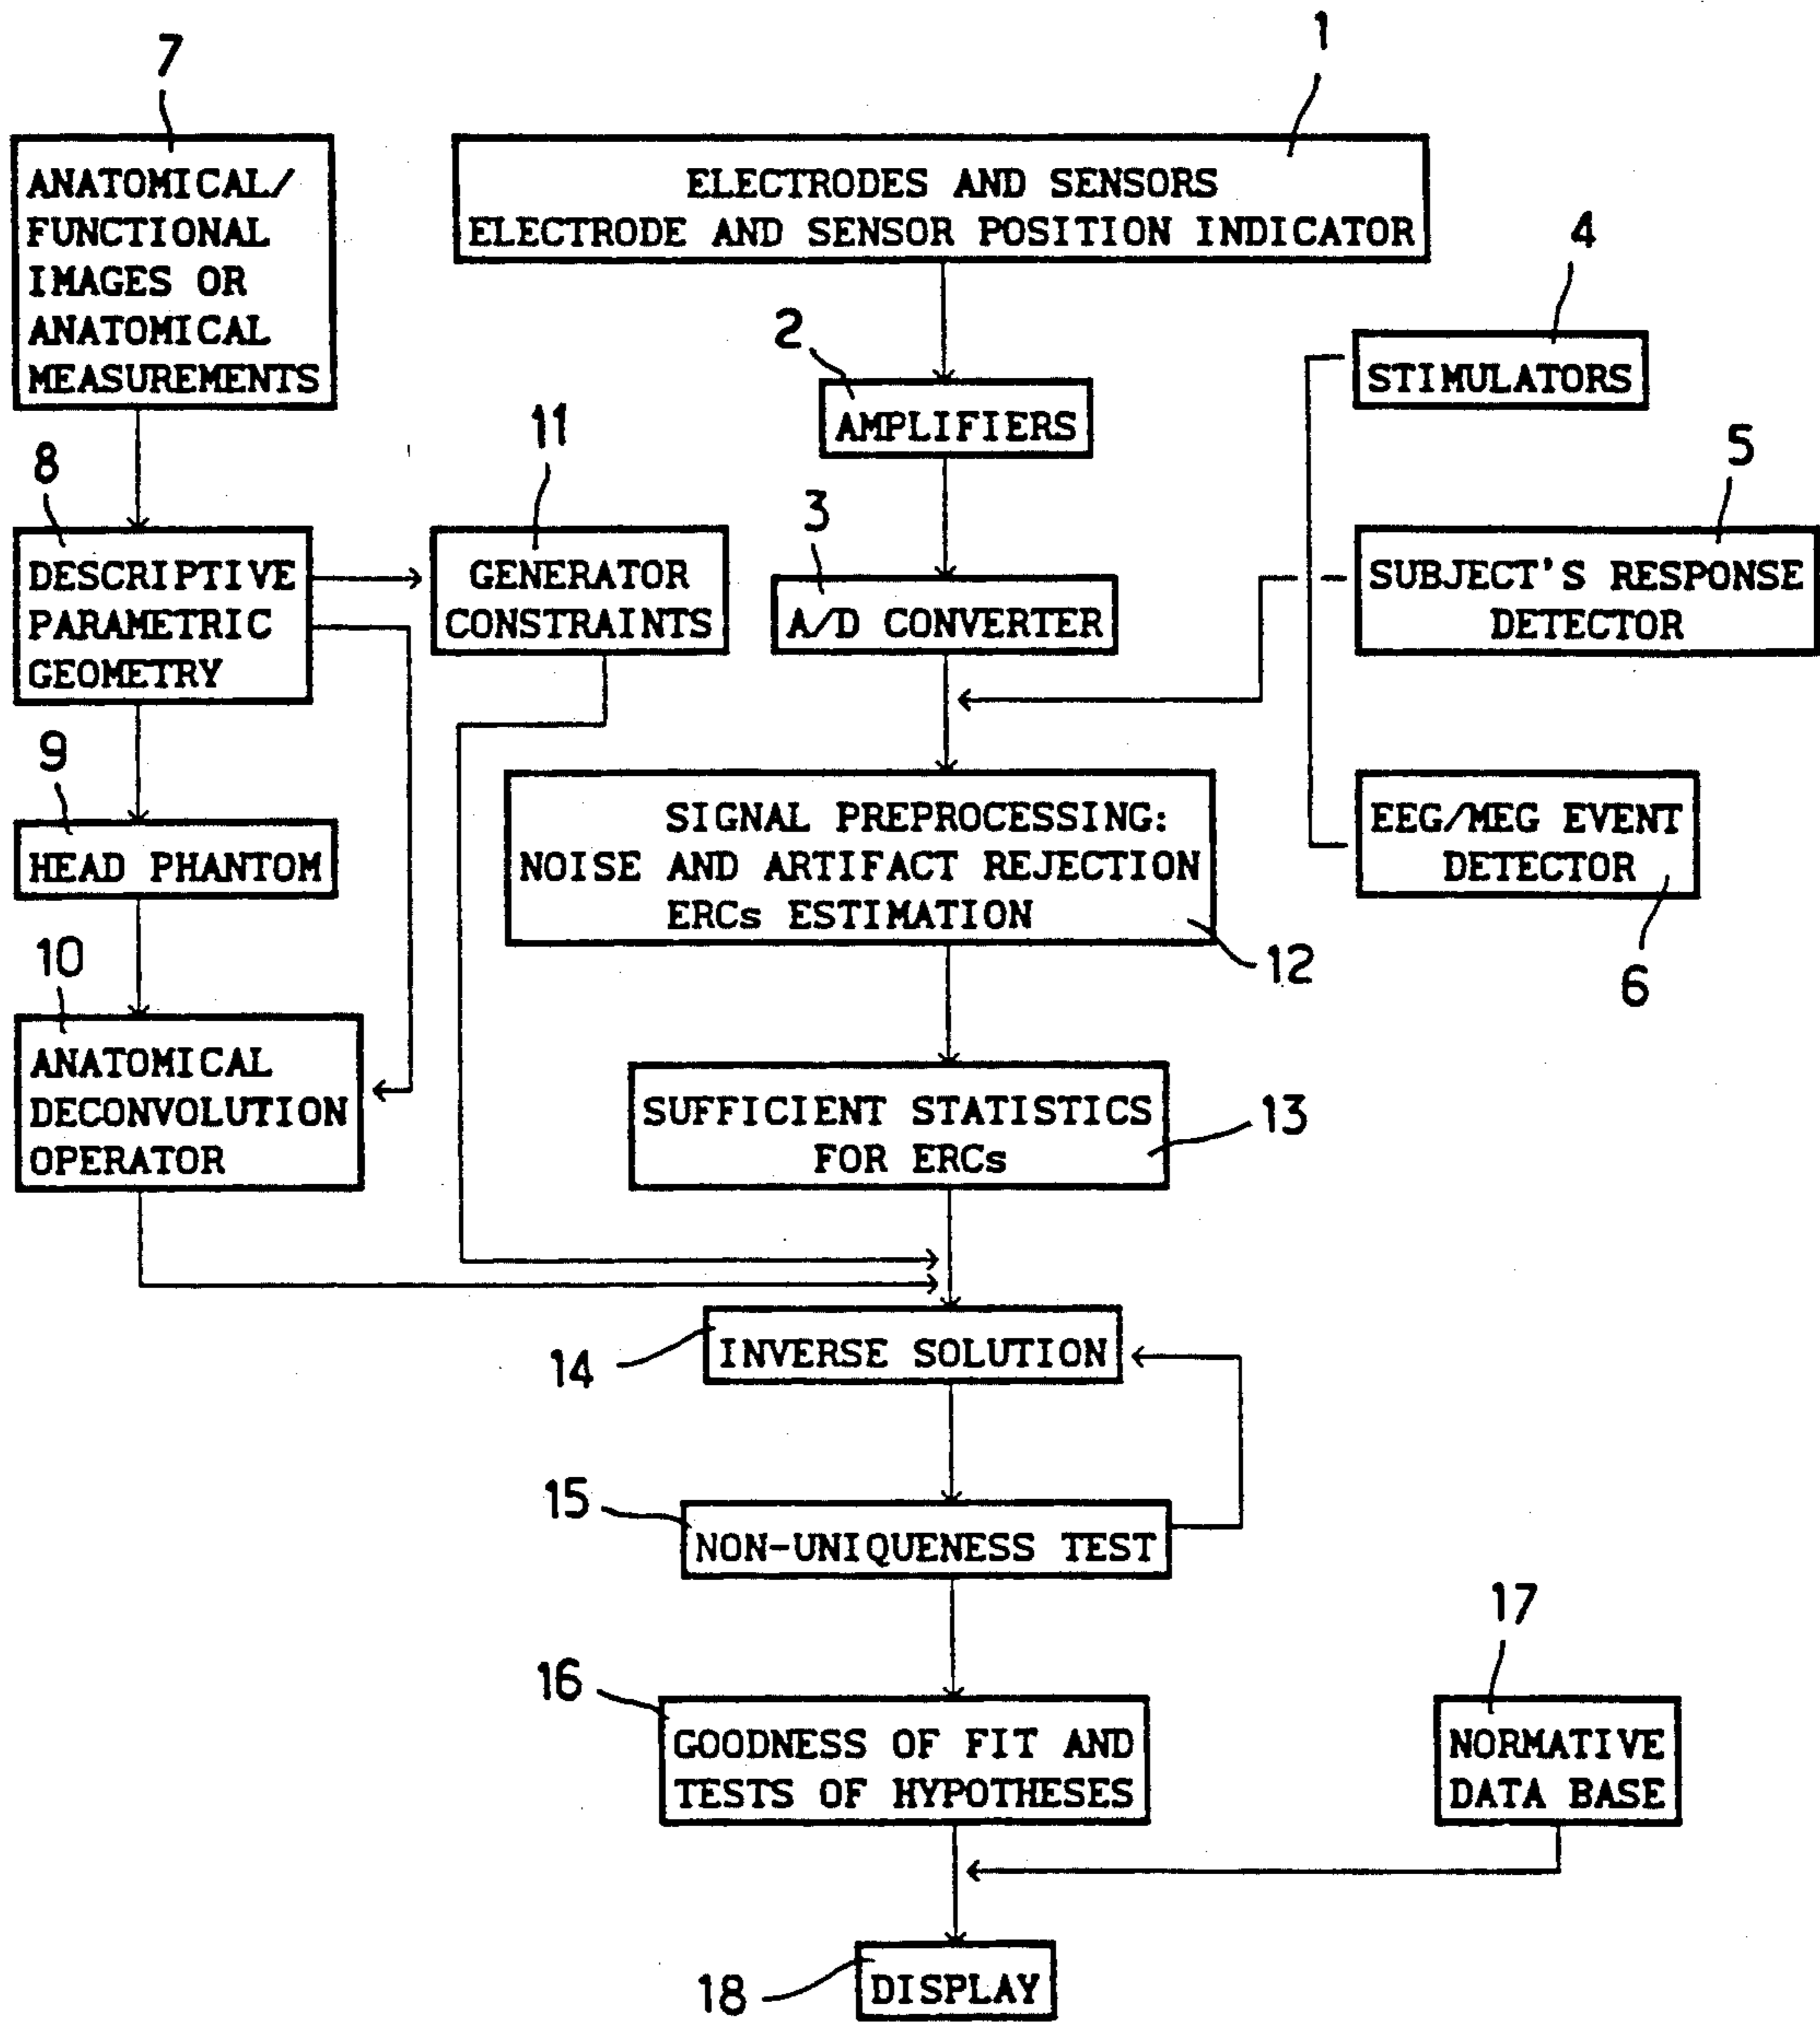 1
ELECTRODES AND SENSORS
ELECTRODE AND SENSOR POSITION INDICATOR
7
ANATOMICAL/
FUNCTIONAL
IMAGES OR
ANATOMICAL
MEASUREMENTS
2
AMPLIFIERS
4
STIMULATORS
8
DESCRIPTIVE
PARAMETRIC
GEOMETRY
11
GENERATOR
CONSTRAINTS
3
A/D CONVERTER
5
SUBJECT'S RESPONSE
DETECTOR
9
HEAD PHANTOM
SIGNAL PREPROCESSING:
NOISE AND ARTIFACT REJECTION
ERCs ESTIMATION
12
EEG/MEG EVENT
DETECTOR
6
10
ANATOMICAL
DECONVOLUTION
OPERATOR
SUFFICIENT STATISTICS
FOR ERCs
13
14
INVERSE SOLUTION
15
NON-UNIQUENESS TEST
16
GOODNESS OF FIT AND
TESTS OF HYPOTHESES
17
NORMATIVE
DATA BASE
18
DISPLAY